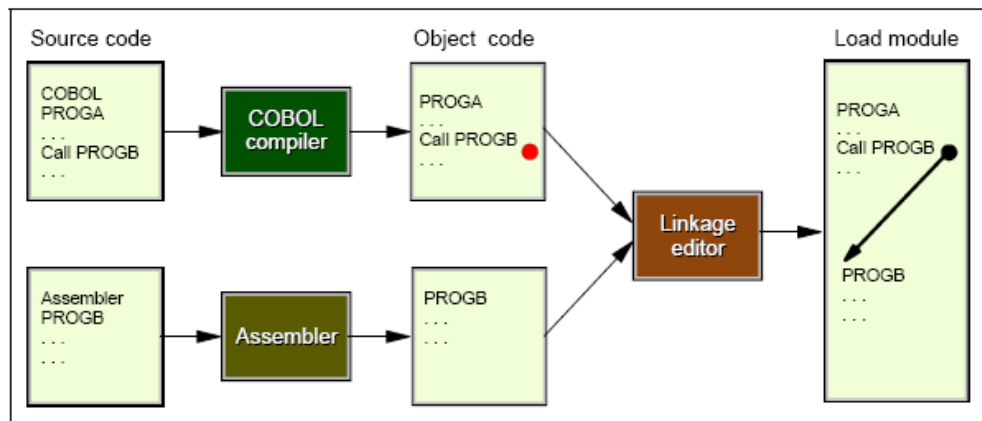 Source code
Object code
Load module
COBOL
PROGA
. . .
Call PROGB
. . .
COBOL
compiler
PROGA
. . .
Call PROGB
. . .
PROGA
. . .
Call PROGB
. . .
Linkage
editor
PROGB
. . .
. . .
Assembler
PROGB
. . .
. . .
Assembler
PROGB
. . .
. . .